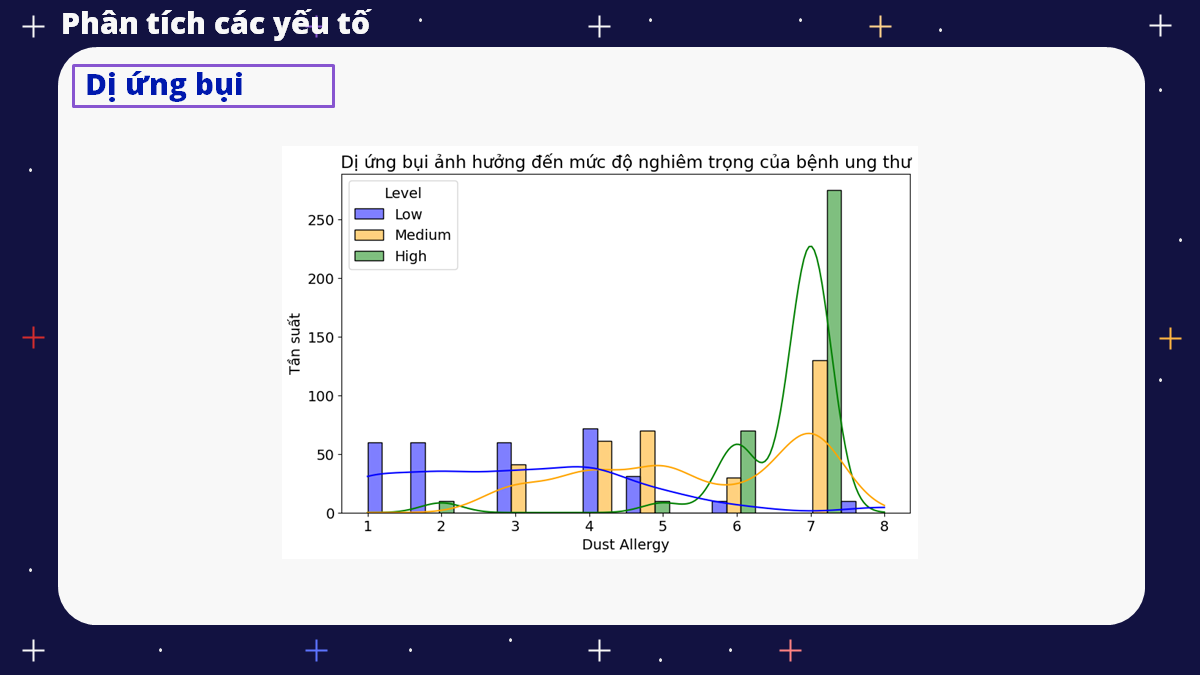 Phân tích các yếu tố
Dị ứng bụi
Dị ứng bụi ảnh hưởng đến mức độ nghiêm trọng của bệnh ung thư
Level
Low
Medium
High
250
200
150
100
50
0
Tần suất
1 2 3 4 5 6 7 8
Dust Allergy